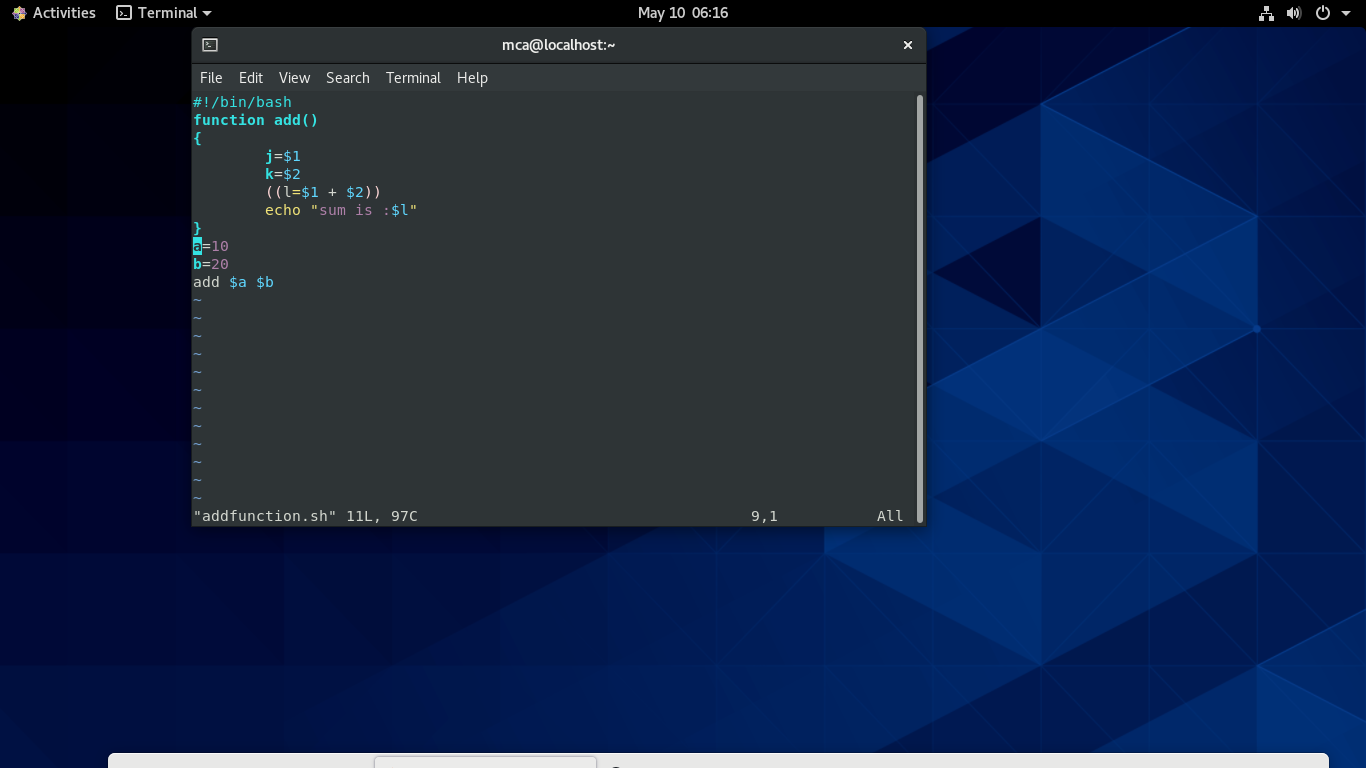 Activities Terminal May 10 06:16
mca@localhost:~
File Edit View Search Terminal Help
#!/bin/bash
function add()
{
        j=$1
        k=$2
        ((l=$1 + $2))
        echo "sum is :$l"
}
a=10
b=20
add $a $b
~
~
~
~
~
~
~
~
~
~
~
~
"addfunction.sh" 11L, 97C 9,1 All